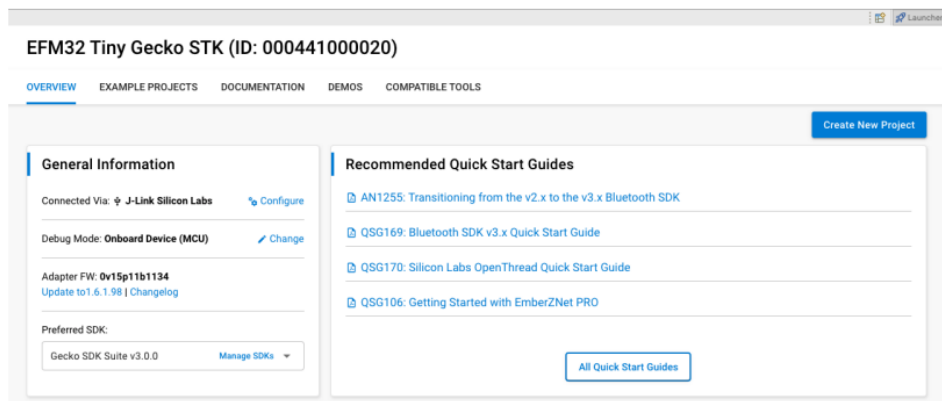 Launcher
EFM32 Tiny Gecko STK (ID: 000441000020)
OVERVIEW EXAMPLE PROJECTS DOCUMENTATION DEMOS COMPATIBLE TOOLS
Create New Project
General Information
Connected Via: J-Link Silicon Labs Configure
Debug Mode: Onboard Device (MCU) Change
Adapter FW: 0v15p11b1134
Update to1.6.1.98 | Changelog
Preferred SDK:
Gecko SDK Suite v3.0.0 Manage SDKs
Recommended Quick Start Guides
AN1255: Transitioning from the v2.x to the v3.x Bluetooth SDK
QSG169: Bluetooth SDK v3.x Quick Start Guide
QSG170: Silicon Labs OpenThread Quick Start Guide
QSG106: Getting Started with EmberZNet PRO
All Quick Start Guides